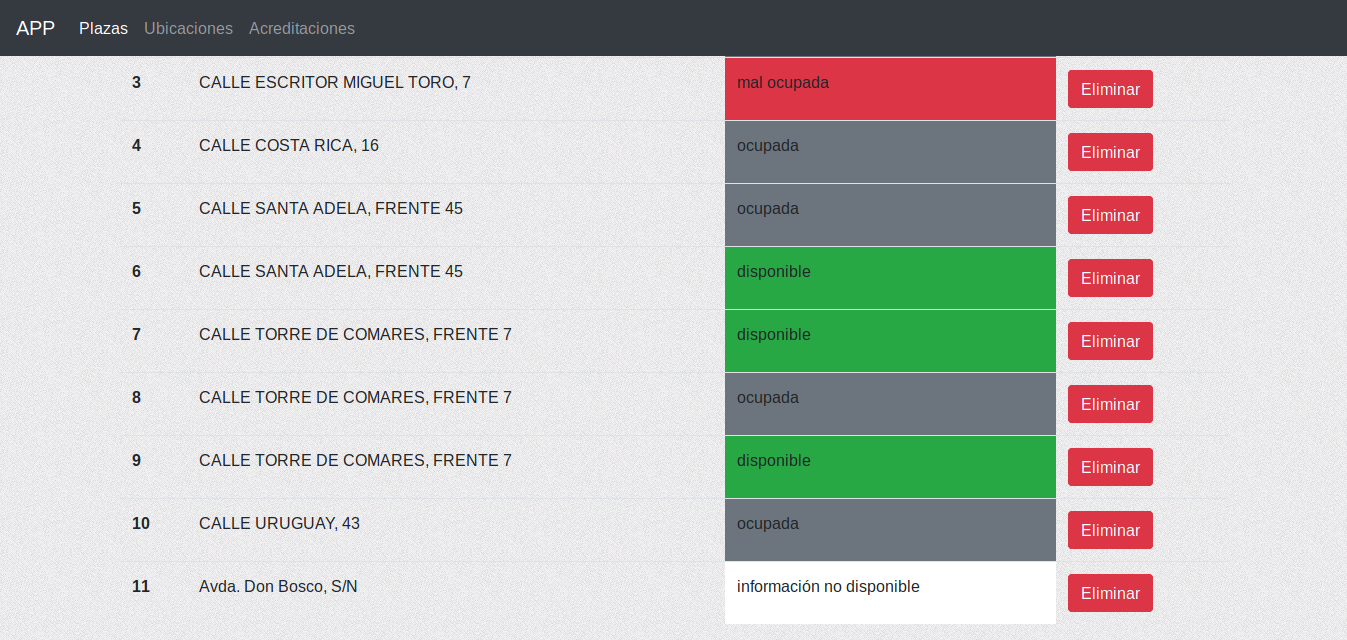 APP Plazas Ubicaciones Acreditaciones
3 CALLE ESCRITOR MIGUEL TORO, 7 mal ocupada Eliminar
4 CALLE COSTA RICA, 16 ocupada Eliminar
5 CALLE SANTA ADELA, FRENTE 45 ocupada Eliminar
6 CALLE SANTA ADELA, FRENTE 45 disponible Eliminar
7 CALLE TORRE DE COMARES, FRENTE 7 disponible Eliminar
8 CALLE TORRE DE COMARES, FRENTE 7 ocupada Eliminar
9 CALLE TORRE DE COMARES, FRENTE 7 disponible Eliminar
10 CALLE URUGUAY, 43 ocupada Eliminar
11 Avda. Don Bosco, S/N información no disponible Eliminar